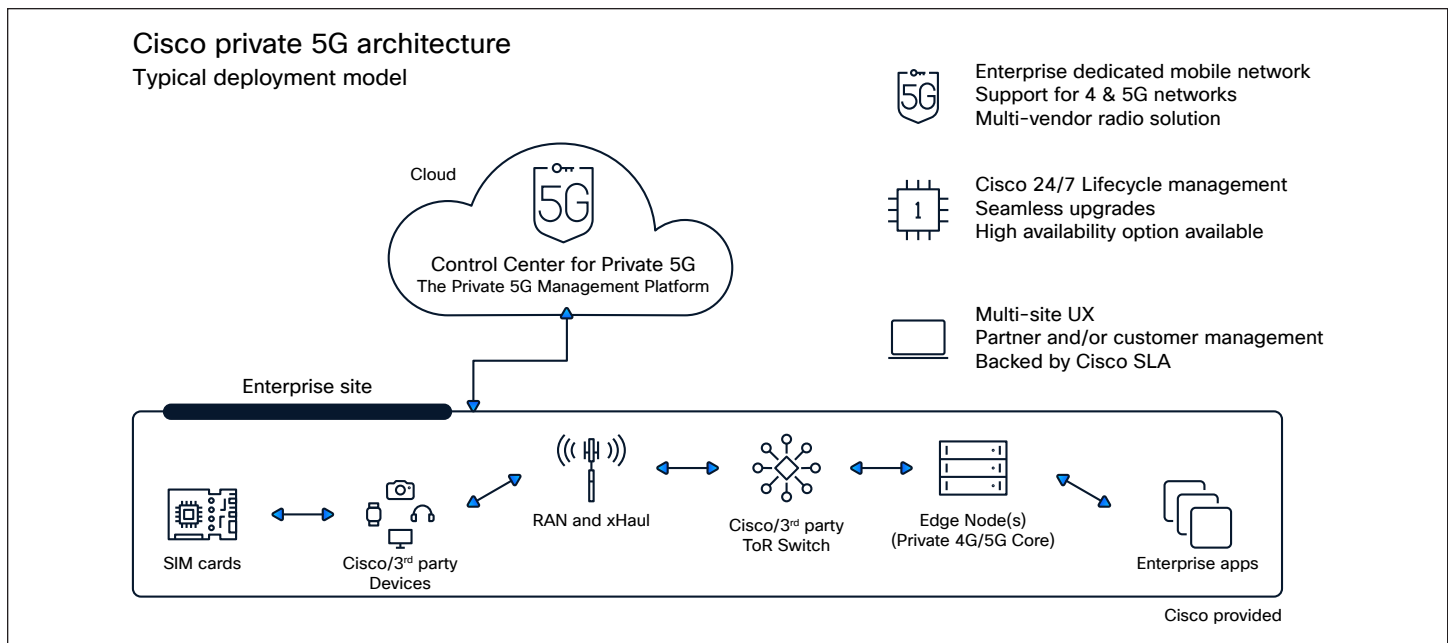 Cisco private 5G architecture
Typical deployment model
5G
Enterprise dedicated mobile network
Support for 4 & 5G networks
Multi-vendor radio solution
Cloud
5G
Control Center for Private 5G
The Private 5G Management Platform
1
Cisco 24/7 Lifecycle management
Seamless upgrades
High availability option available
Multi-site UX
Partner and/or customer management
Backed by Cisco SLA
Enterprise site
SIM cards
Cisco/3rd party
Devices
RAN and xHaul
Cisco/3rd party
ToR Switch
Edge Node(s)
(Private 4G/5G Core)
Enterprise apps
Cisco provided